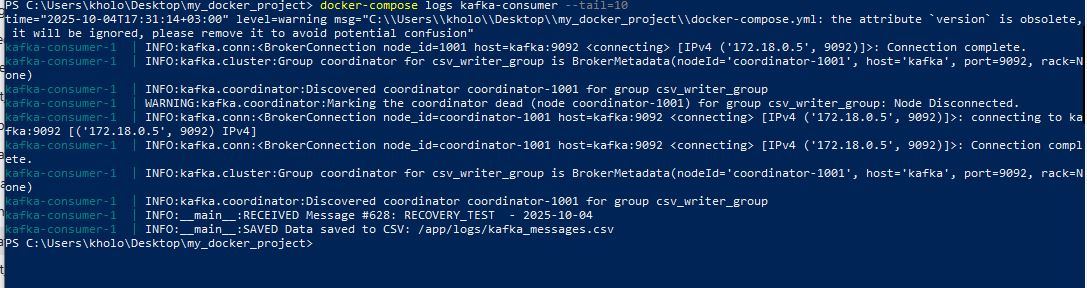 PS C:\Users\kholo\Desktop\my_docker_project> docker-compose logs kafka-consumer --tail=10
time="2025-10-04T17:31:14+03:00" level=warning msg="C:\\Users\\kholo\\Desktop\\my_docker_project\\docker-compose.yml: the attribute `version` is obsolete,
it will be ignored, please remove it to avoid potential confusion"
kafka-consumer-1  | INFO:kafka.conn:<BrokerConnection node_id=1001 host=kafka:9092 <connecting> [IPv4 ('172.18.0.5', 9092)]>: Connection complete.
kafka-consumer-1  | INFO:kafka.cluster:Group coordinator for csv_writer_group is BrokerMetadata(nodeId='coordinator-1001', host='kafka', port=9092, rack=N
one)
kafka-consumer-1  | INFO:kafka.coordinator:Discovered coordinator coordinator-1001 for group csv_writer_group
kafka-consumer-1  | WARNING:kafka.coordinator:Marking the coordinator dead (node coordinator-1001) for group csv_writer_group: Node Disconnected.
kafka-consumer-1  | INFO:kafka.conn:<BrokerConnection node_id=coordinator-1001 host=kafka:9092 <connecting> [IPv4 ('172.18.0.5', 9092)]>: connecting to ka
fka:9092 [('172.18.0.5', 9092) IPv4]
kafka-consumer-1  | INFO:kafka.conn:<BrokerConnection node_id=coordinator-1001 host=kafka:9092 <connecting> [IPv4 ('172.18.0.5', 9092)]>: Connection compl
ete.
kafka-consumer-1  | INFO:kafka.cluster:Group coordinator for csv_writer_group is BrokerMetadata(nodeId='coordinator-1001', host='kafka', port=9092, rack=N
one)
kafka-consumer-1  | INFO:kafka.coordinator:Discovered coordinator coordinator-1001 for group csv_writer_group
kafka-consumer-1  | INFO:__main__:RECEIVED Message #628: RECOVERY_TEST  - 2025-10-04
kafka-consumer-1  | INFO:__main__:SAVED Data saved to CSV: /app/logs/kafka_messages.csv
PS C:\Users\kholo\Desktop\my_docker_project>